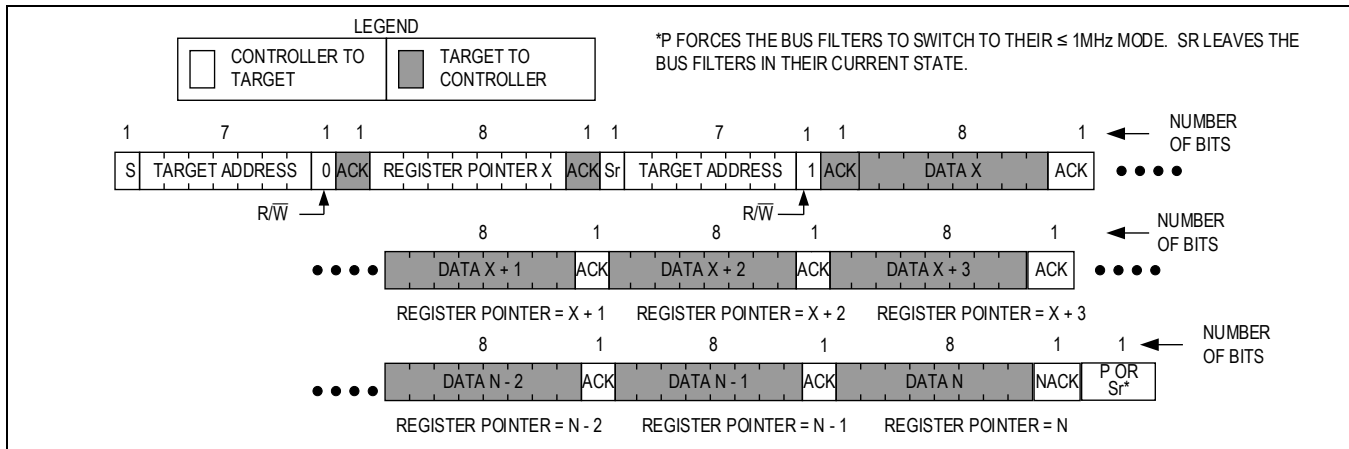 LEGEND
CONTROLLER TO TARGET
TARGET TO CONTROLLER
*P FORCES THE BUS FILTERS TO SWITCH TO THEIR ≤ 1MHz MODE. SR LEAVES THE
BUS FILTERS IN THEIR CURRENT STATE.
1 7 1 1 8 1 1 7 1 1 8 1 NUMBER OF BITS
S TARGET ADDRESS 0 ACK REGISTER POINTER X ACK Sr TARGET ADDRESS 1 ACK DATA X ACK
R/W̅ R/W̅
8 1 8 1 8 1 NUMBER OF BITS
DATA X + 1 ACK DATA X + 2 ACK DATA X + 3 ACK
REGISTER POINTER = X + 1 REGISTER POINTER = X + 2 REGISTER POINTER = X + 3
8 1 8 1 8 1 1 NUMBER OF BITS
DATA N - 2 ACK DATA N - 1 ACK DATA N NACK P OR Sr*
REGISTER POINTER = N - 2 REGISTER POINTER = N - 1 REGISTER POINTER = N